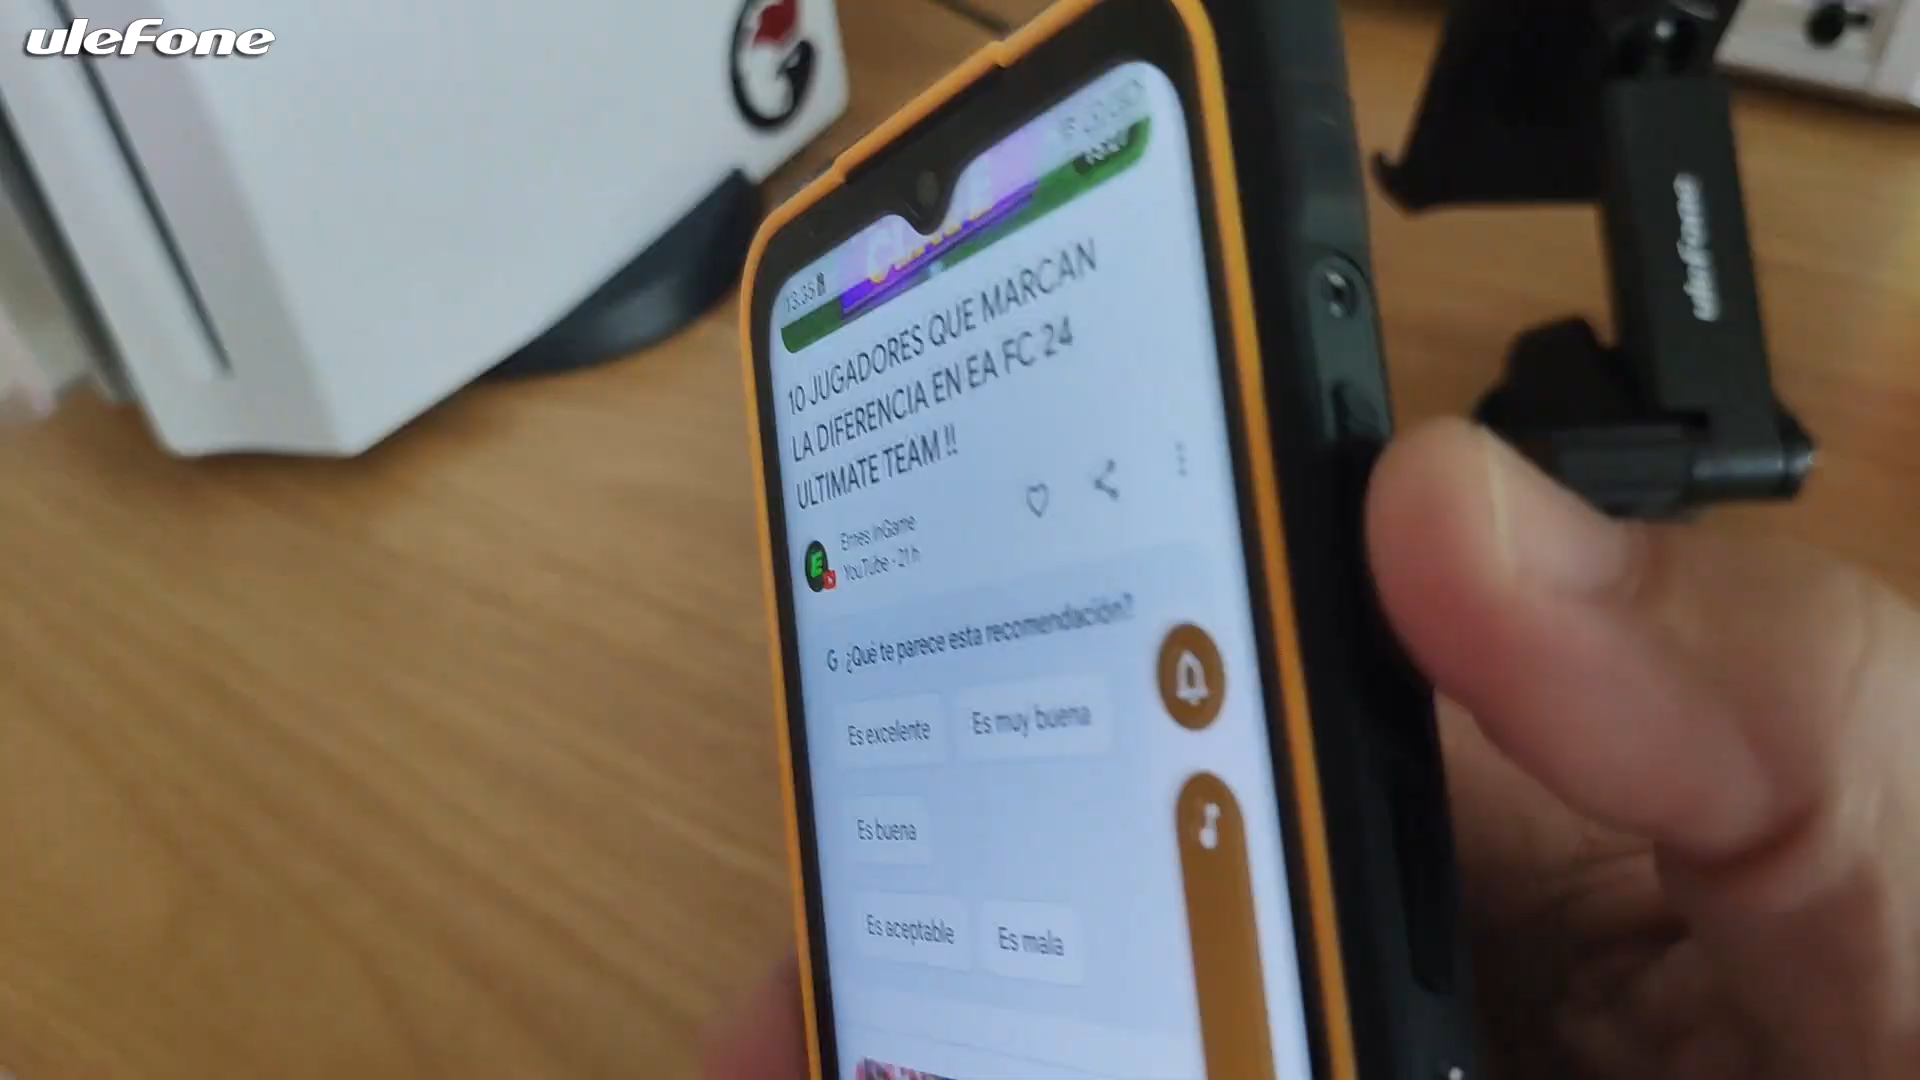 uleFone
13:35
10 JUGADORES QUE MARCAN
LA DIFERENCIA EN EA FC 24
ULTIMATE TEAM !!
YouTube · 21 h
G ¿Qué te parece esta recomendación?
Es excelente
Es muy buena
Es buena
Es aceptable
Es mala
uleFone